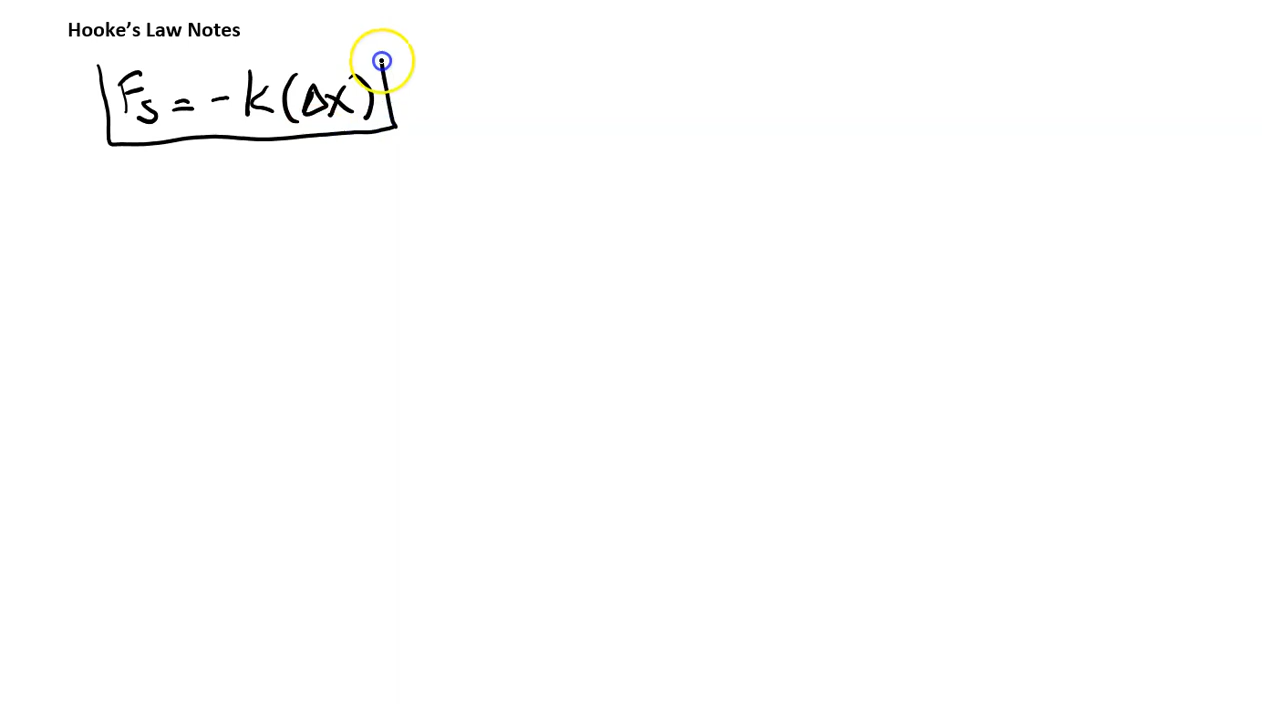 Hooke’s Law Notes
Fs = - k (Δx)